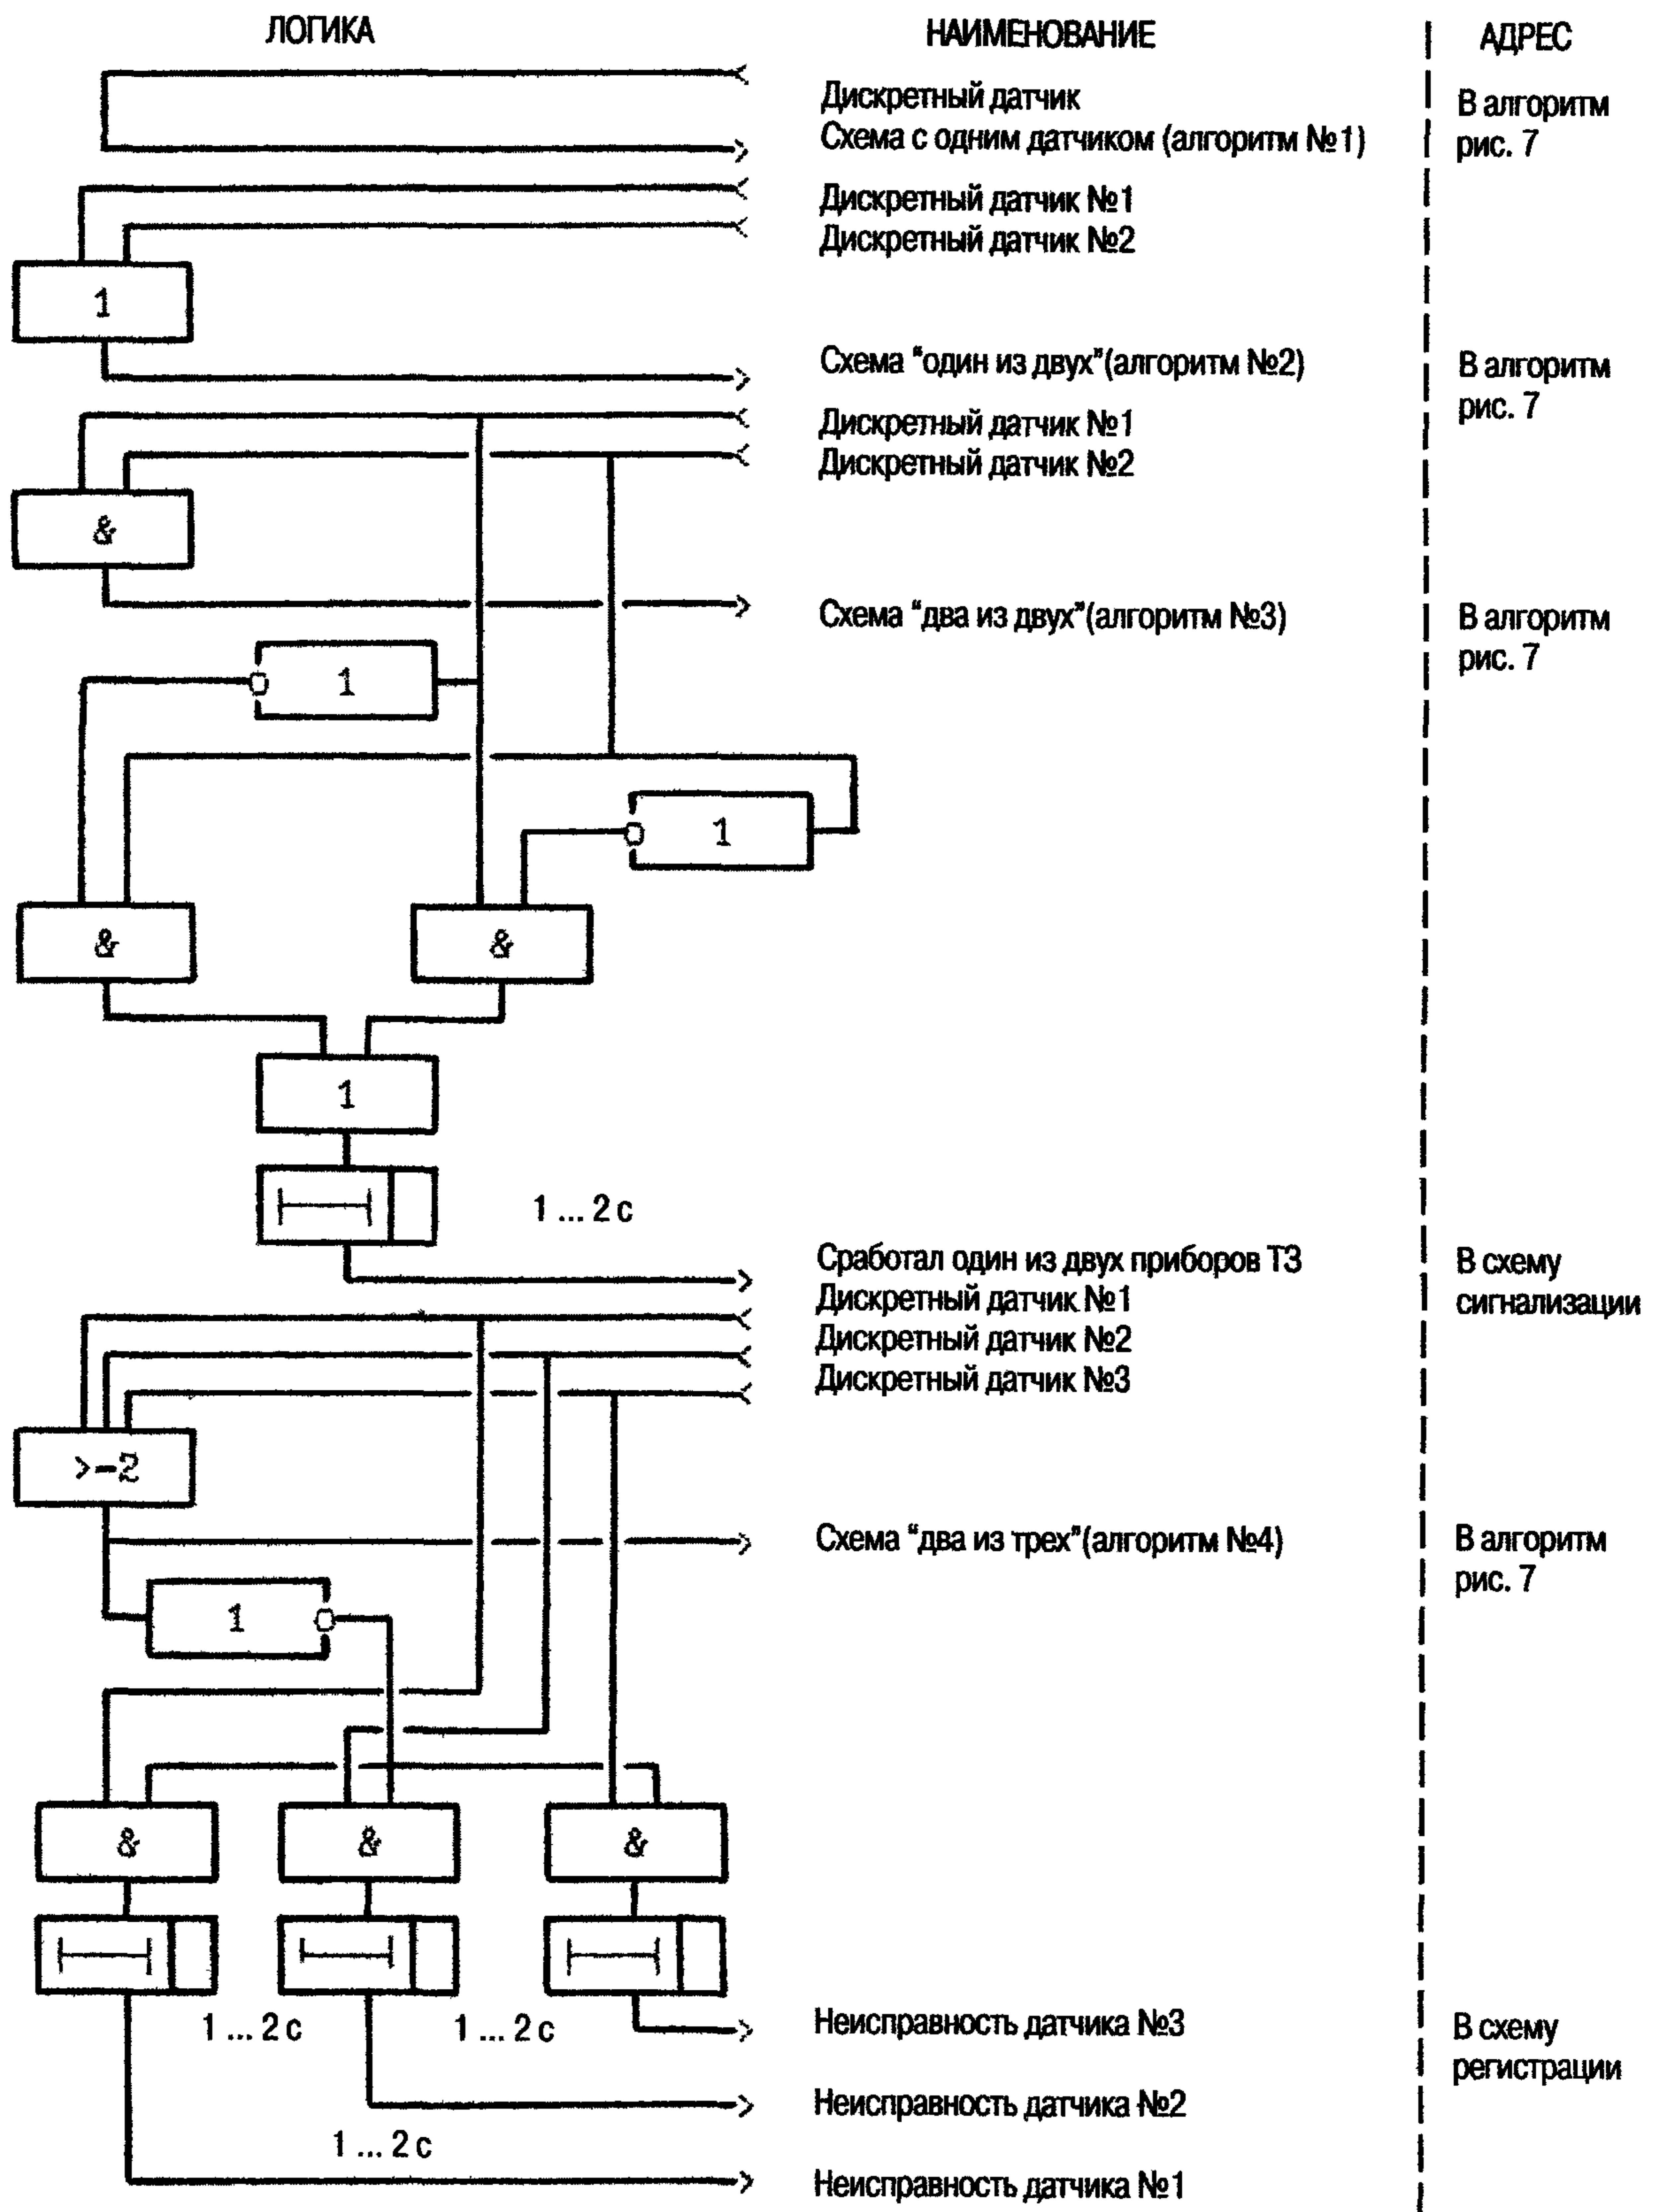 ЛОГИКА НАИМЕНОВАНИЕ АДРЕС
Дискретный датчик В алгоритм
Схема с одним датчиком (алгоритм №1) рис. 7
Дискретный датчик №1
Дискретный датчик №2
1
Схема "один из двух"(алгоритм №2) В алгоритм
рис. 7
Дискретный датчик №1
Дискретный датчик №2
&
Схема "два из двух"(алгоритм №3) В алгоритм
рис. 7
1
1
& &
1
1 ... 2 с
Сработал один из двух приборов ТЗ В схему
Дискретный датчик №1 сигнализации
Дискретный датчик №2
Дискретный датчик №3
>-2
Схема "два из трех"(алгоритм №4) В алгоритм
рис. 7
1
& & &
1 ... 2 с 1 ... 2 с Неисправность датчика №3 В схему
регистрации
Неисправность датчика №2
1 ... 2 с
Неисправность датчика №1